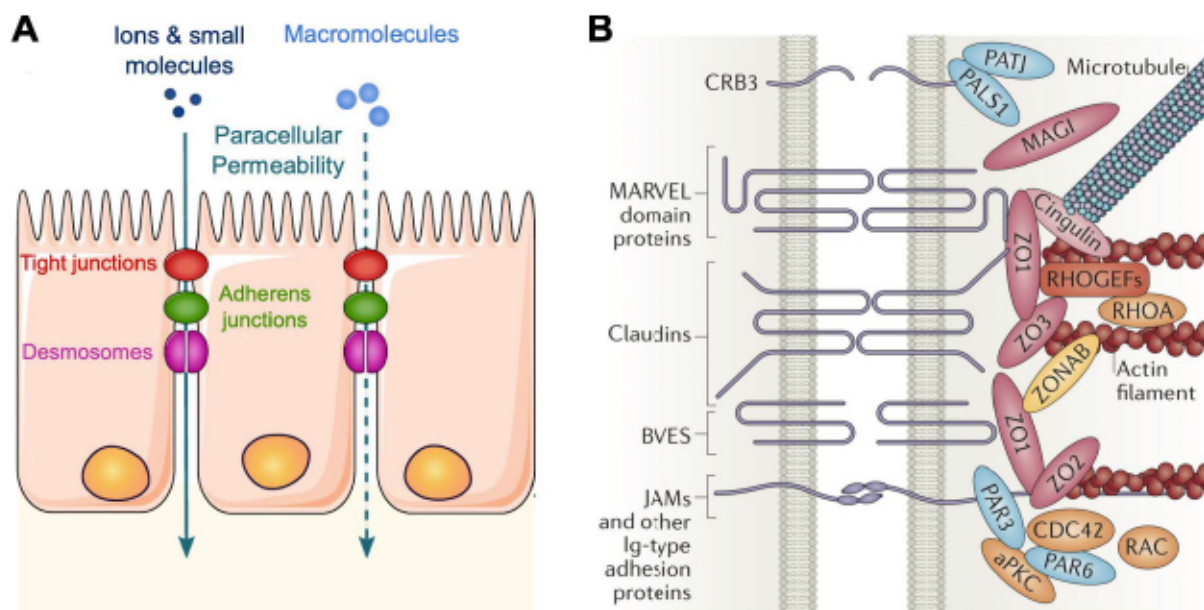 A
Ions & small
molecules
Macromolecules
Paracellular
Permeability
Tight junctions
Adherens
junctions
Desmosomes
B
CRB3
PATJ
PALS1
Microtubule
MAGI
MARVEL
domain
proteins
Cingulin
ZO1
RHOGEFs
RHOA
Claudins
ZO3
ZONAB
Actin
filament
BVES
ZO1
ZO2
JAMs
and other
Ig-type
adhesion
proteins
PAR3
CDC42
RAC
aPKC
PAR6